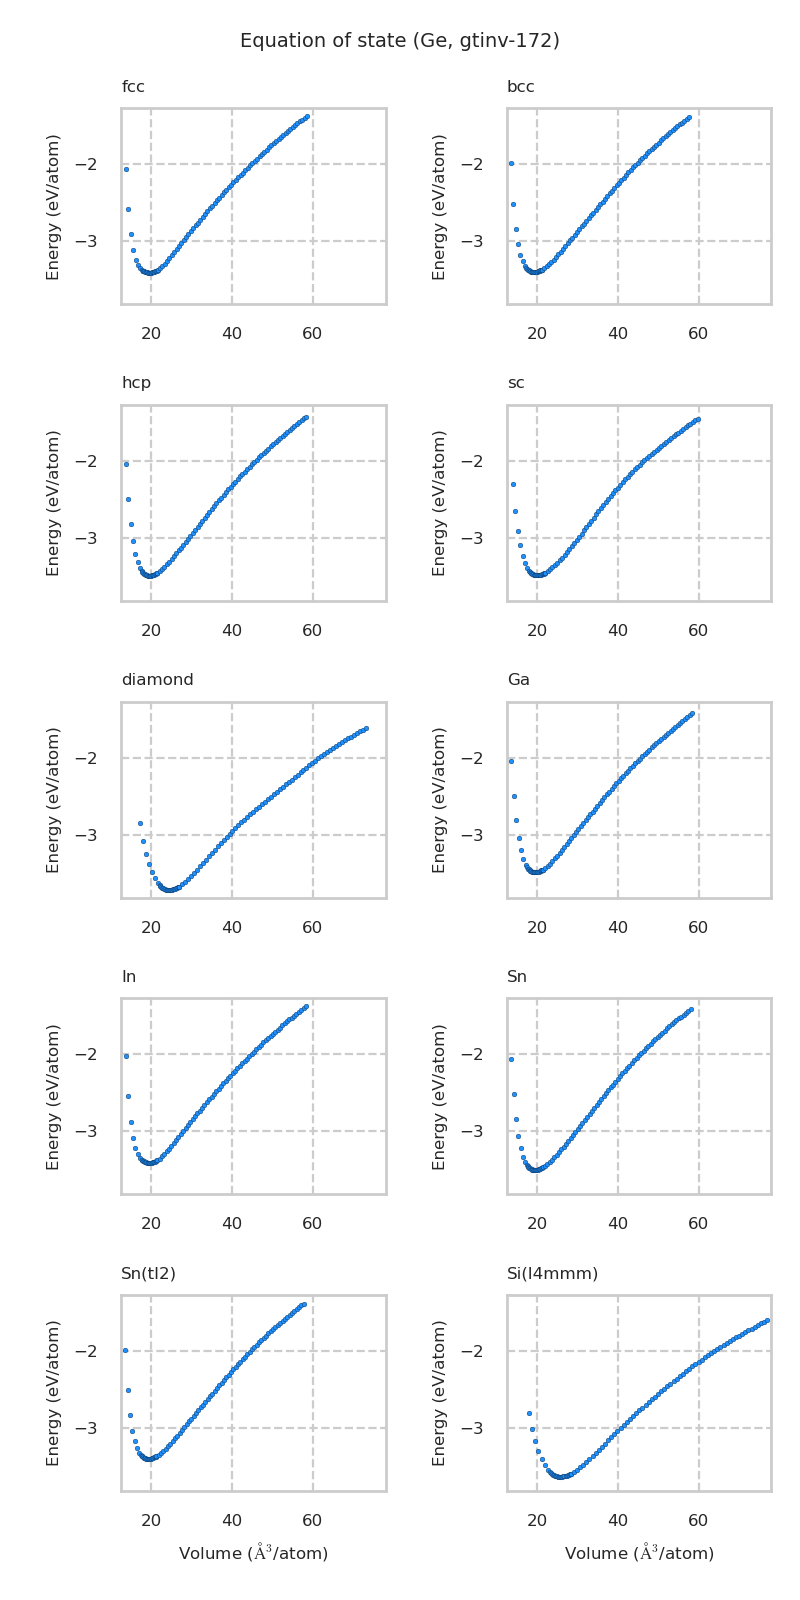 Equation of state (Ge, gtinv-172)
fcc
bcc
Energy (eV/atom)
−2
−3
20 40 60
Energy (eV/atom)
−2
−3
20 40 60
hcp
sc
Energy (eV/atom)
−2
−3
20 40 60
Energy (eV/atom)
−2
−3
20 40 60
diamond
Ga
Energy (eV/atom)
−2
−3
20 40 60
Energy (eV/atom)
−2
−3
20 40 60
In
Sn
Energy (eV/atom)
−2
−3
20 40 60
Energy (eV/atom)
−2
−3
20 40 60
Sn(tI2)
Si(I4mmm)
Energy (eV/atom)
−2
−3
20 40 60
Volume (Å³/atom)
Energy (eV/atom)
−2
−3
20 40 60
Volume (Å³/atom)